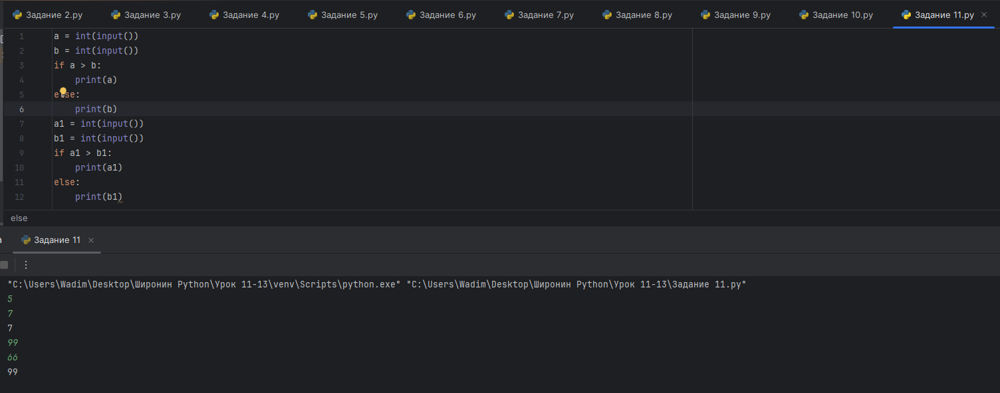 Задание 2.py Задание 3.py Задание 4.py Задание 5.py Задание 6.py Задание 7.py Задание 8.py Задание 9.py Задание 10.py Задание 11.py
1 a = int(input())
2 b = int(input())
3 if a > b:
4 print(a)
5 else:
6 print(b)
7 a1 = int(input())
8 b1 = int(input())
9 if a1 > b1:
10 print(a1)
11 else:
12 print(b1)
else
Задание 11
"C:\Users\Wadim\Desktop\Широнин Python\Урок 11-13\venv\Scripts\python.exe" "C:\Users\Wadim\Desktop\Широнин Python\Урок 11-13\Задание 11.py"
5
7
7
99
66
99